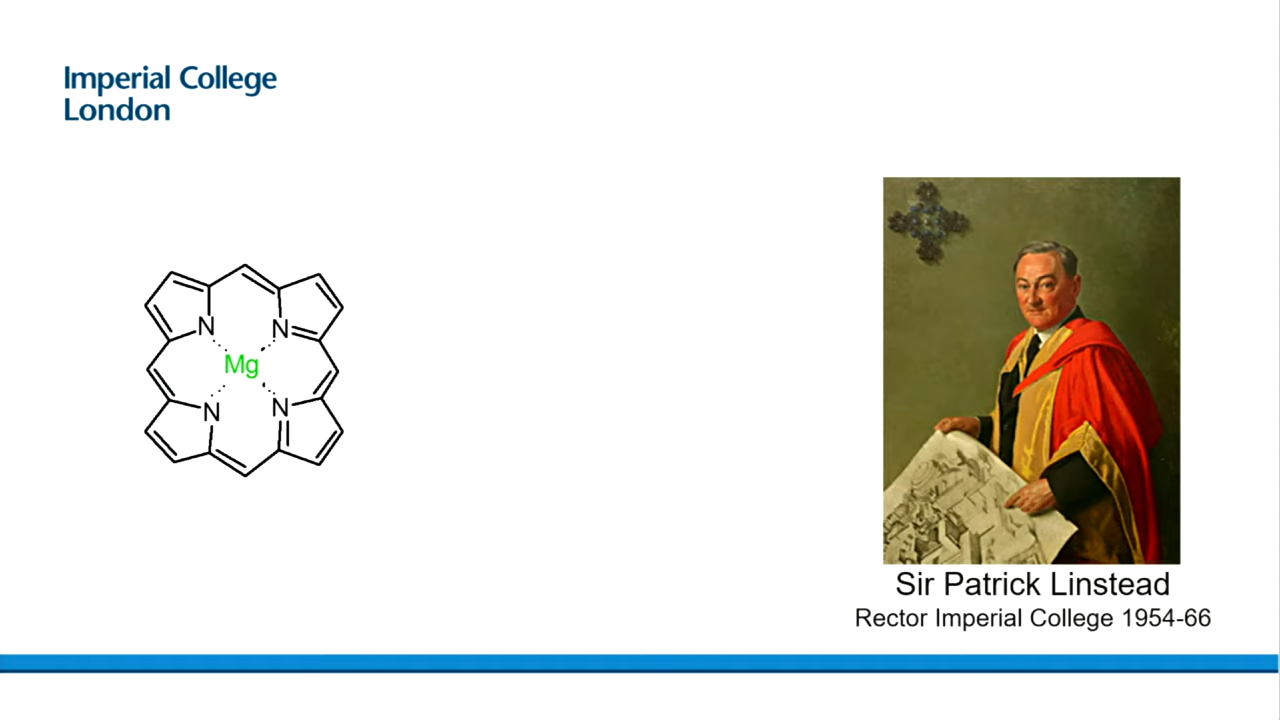 Imperial College
London
N
N
Mg
N
N
Sir Patrick Linstead
Rector Imperial College 1954-66